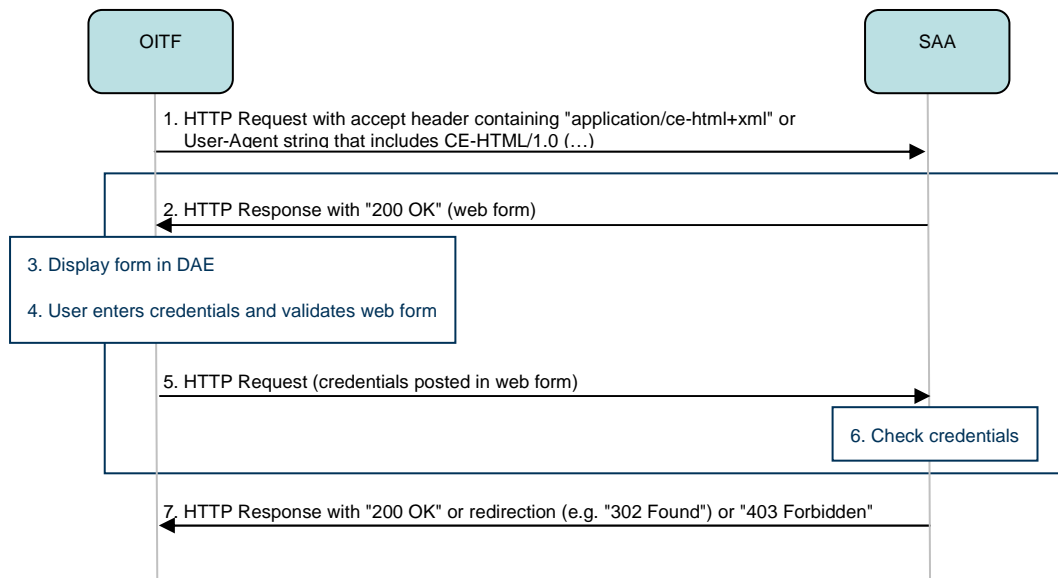 OITF
SAA
1. HTTP Request with accept header containing "application/ce-html+xml" or
User-Agent string that includes CE-HTML/1.0 (…)
2. HTTP Response with "200 OK" (web form)
3. Display form in DAE
4. User enters credentials and validates web form
5. HTTP Request (credentials posted in web form)
6. Check credentials
7. HTTP Response with "200 OK" or redirection (e.g. "302 Found") or "403 Forbidden"